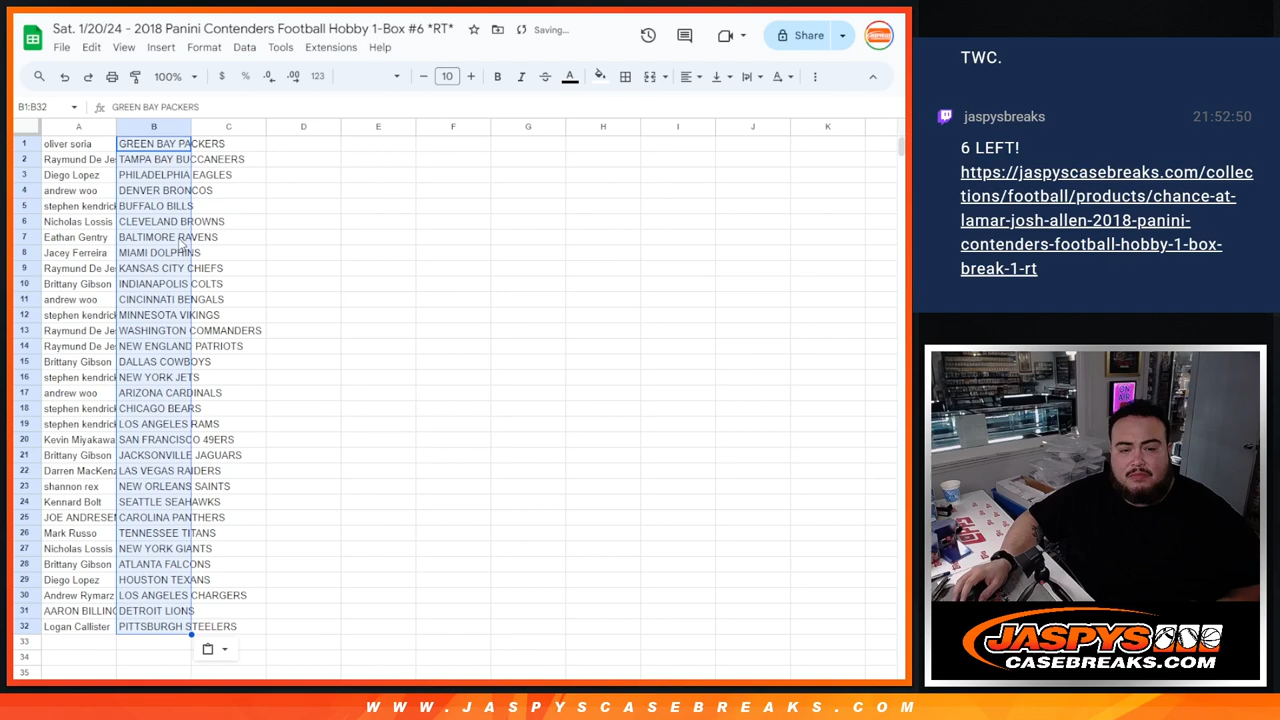 Sat. 1/20/24 - 2018 Panini Contenders Football Hobby 1-Box #6 *RT*
Saving...
File Edit View Insert Format Data Tools Extensions Help
Share
100% $ % .0 .00 123 10 B I A
B1:B32 fx GREEN BAY PACKERS
A B C D E F G H I J K
1 oliver soria GREEN BAY PACKERS
2 Raymund De Je TAMPA BAY BUCCANEERS
3 Diego Lopez PHILADELPHIA EAGLES
4 andrew woo DENVER BRONCOS
5 stephen kendrick BUFFALO BILLS
6 Nicholas Lossis CLEVELAND BROWNS
7 Eathan Gentry BALTIMORE RAVENS
8 Jacey Ferreira MIAMI DOLPHINS
9 Raymund De Je KANSAS CITY CHIEFS
10 Brittany Gibson INDIANAPOLIS COLTS
11 andrew woo CINCINNATI BENGALS
12 stephen kendrick MINNESOTA VIKINGS
13 Raymund De Je WASHINGTON COMMANDERS
14 Raymund De Je NEW ENGLAND PATRIOTS
15 Brittany Gibson DALLAS COWBOYS
16 stephen kendrick NEW YORK JETS
17 andrew woo ARIZONA CARDINALS
18 stephen kendrick CHICAGO BEARS
19 stephen kendrick LOS ANGELES RAMS
20 Kevin Miyakawa SAN FRANCISCO 49ERS
21 Brittany Gibson JACKSONVILLE JAGUARS
22 Darren MacKenz LAS VEGAS RAIDERS
23 shannon rex NEW ORLEANS SAINTS
24 Kennard Bolt SEATTLE SEAHAWKS
25 JOE ANDRESEN CAROLINA PANTHERS
26 Mark Russo TENNESSEE TITANS
27 Nicholas Lossis NEW YORK GIANTS
28 Brittany Gibson ATLANTA FALCONS
29 Diego Lopez HOUSTON TEXANS
30 Andrew Rymarz LOS ANGELES CHARGERS
31 AARON BILLING DETROIT LIONS
32 Logan Callister PITTSBURGH STEELERS
33
34
35
TWC.
jaspysbreaks 21:52:50
6 LEFT!
https://jaspyscasebreaks.com/collec
tions/football/products/chance-at-
lamar-josh-allen-2018-panini-
contenders-football-hobby-1-box-
break-1-rt
ON AIR
JASPYS
CASEBREAKS.COM
WWW.JASPYSCASEBREAKS.COM